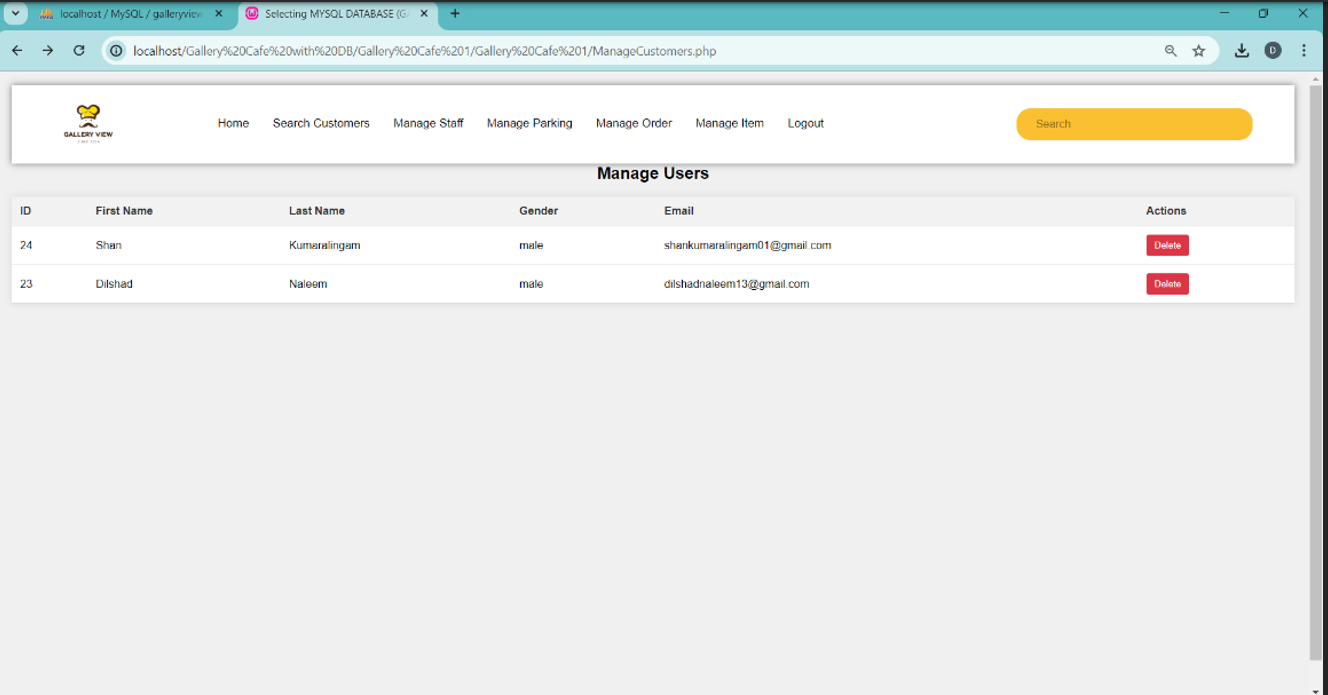 localhost / MySQL / galleryview
Selecting MYSQL DATABASE (GA
localhost/Gallery%20Cafe%20with%20DB/Gallery%20Cafe%201/Gallery%20Cafe%201/ManageCustomers.php
D
GALLERY VIEW
Home Search Customers Manage Staff Manage Parking Manage Order Manage Item Logout
Search
Manage Users
ID First Name Last Name Gender Email Actions
24 Shan Kumaralingam male shankumaralingam01@gmail.com Delete
23 Dilshad Naleem male dilshadnaleem13@gmail.com Delete